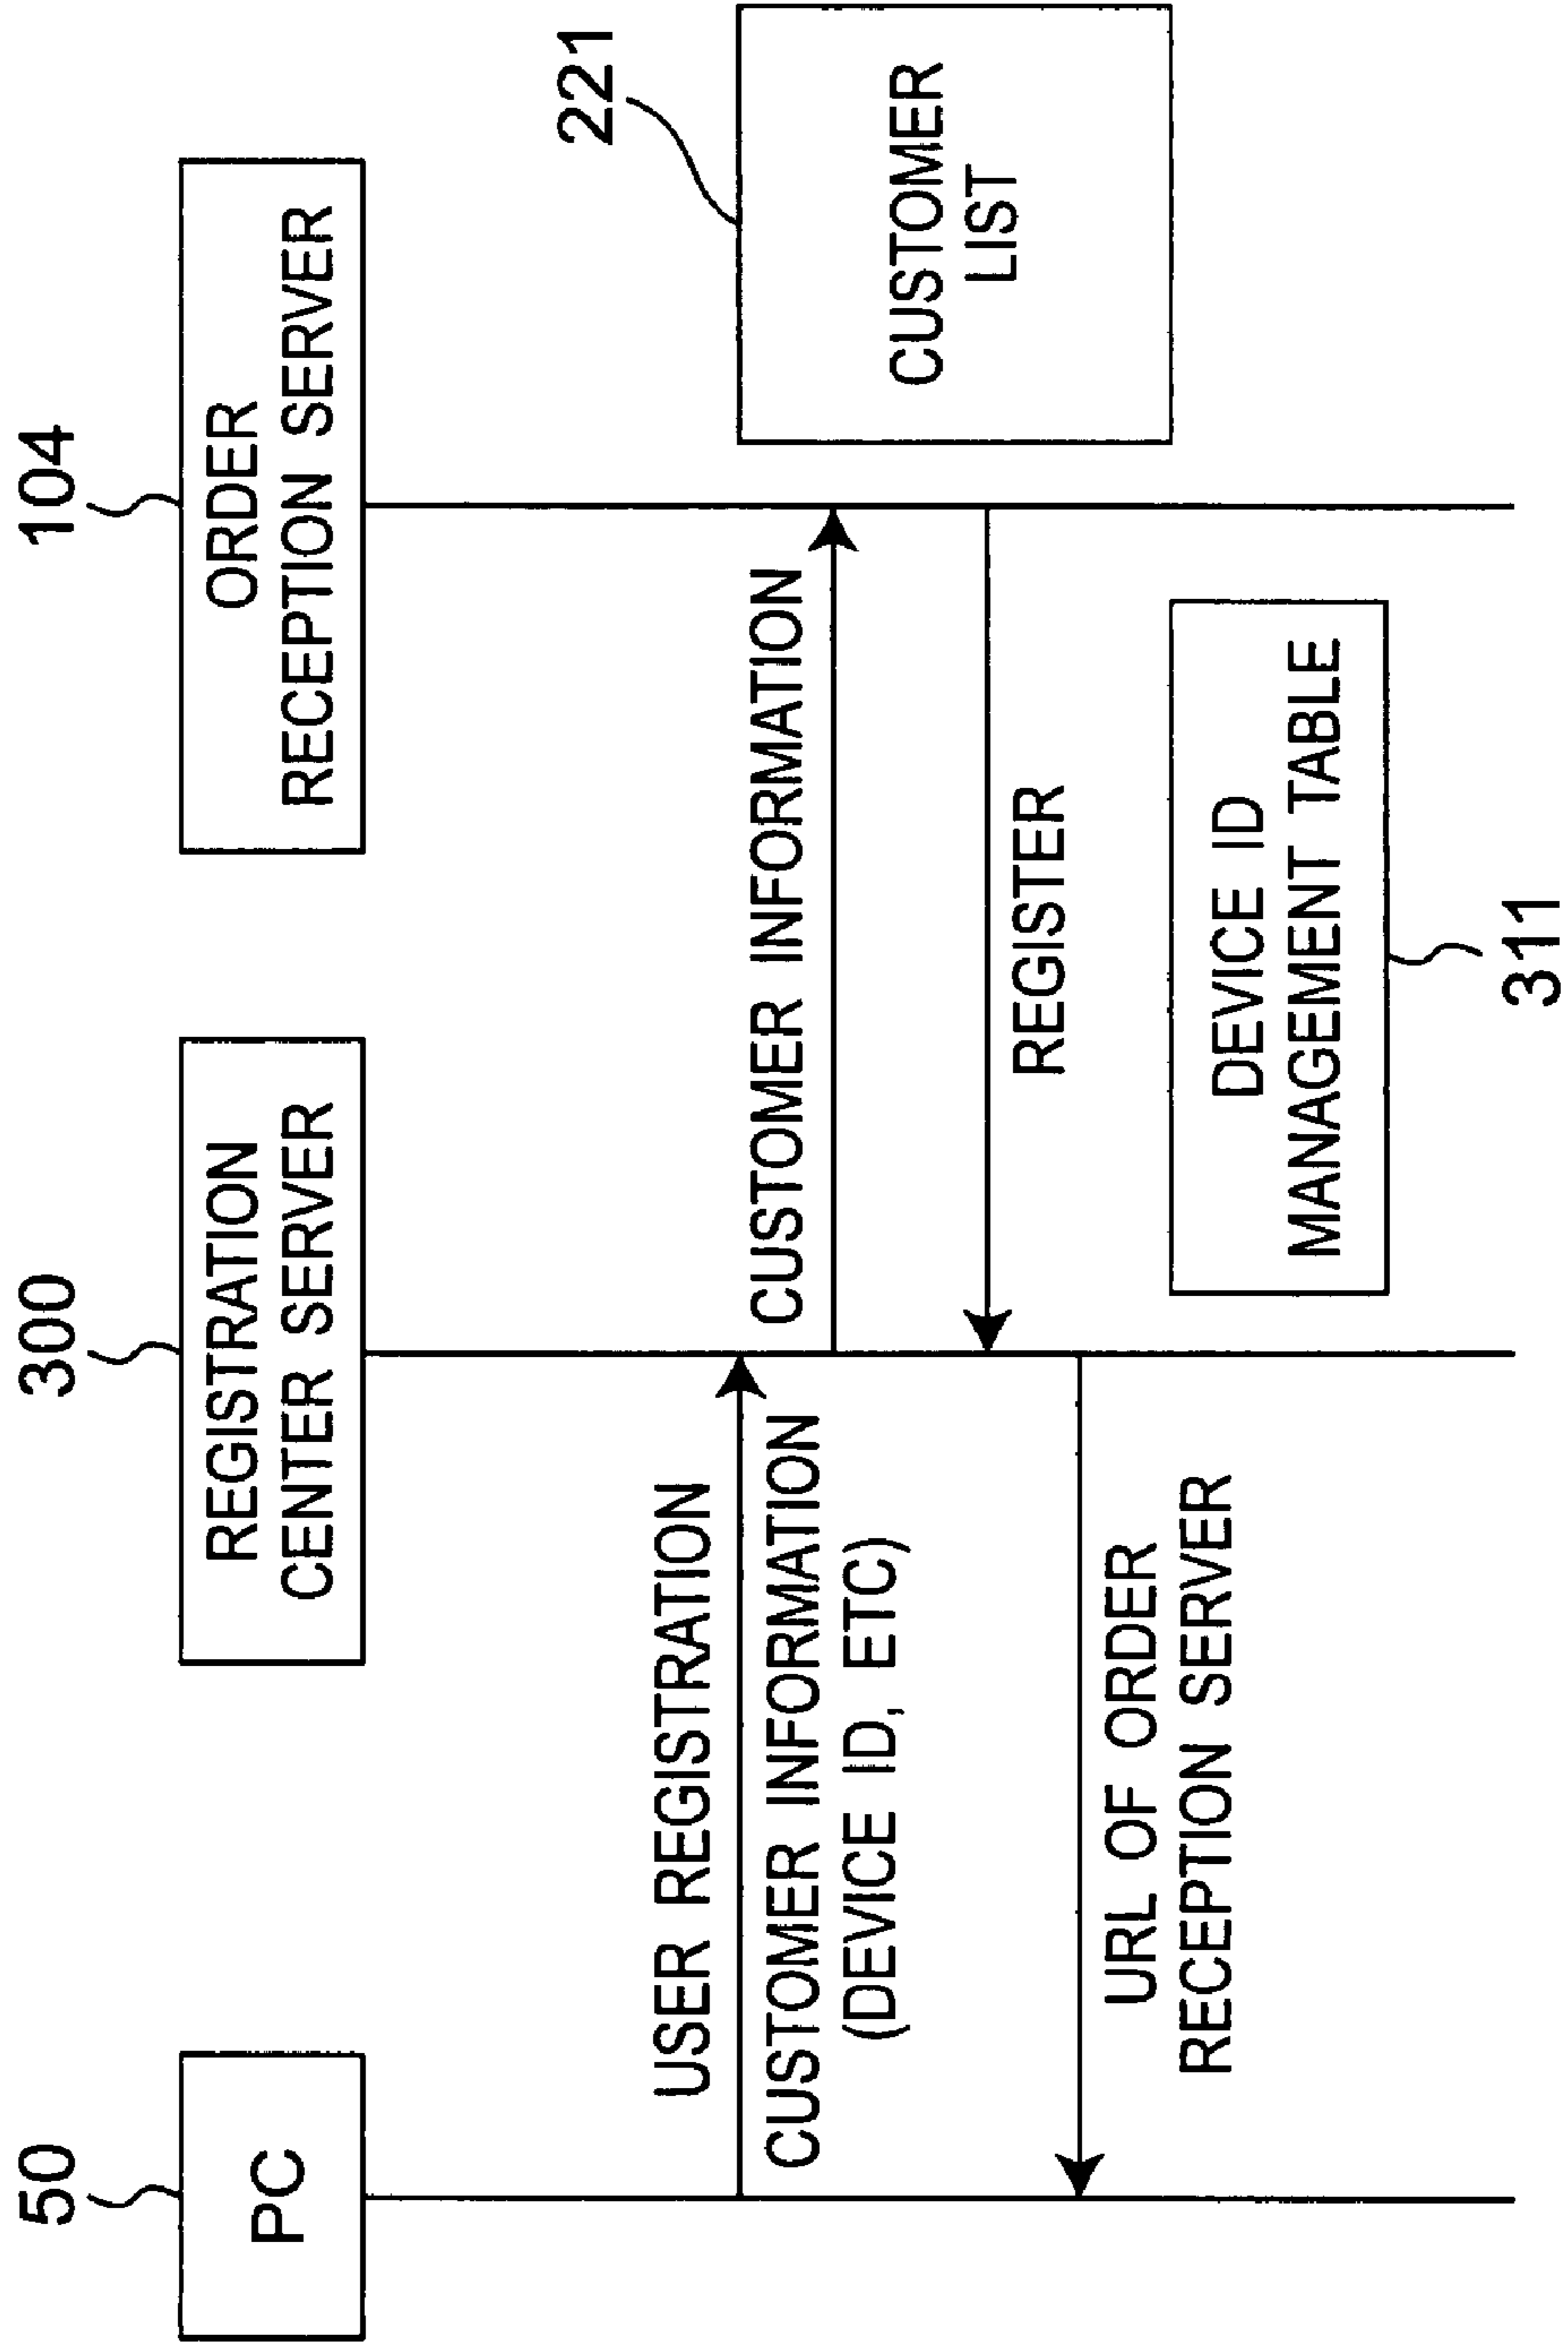 50
PC
300
REGISTRATION
CENTER SERVER
104
ORDER
RECEPTION SERVER
USER REGISTRATION
CUSTOMER INFORMATION
(DEVICE ID, ETC)
CUSTOMER INFORMATION
221
CUSTOMER
LIST
REGISTER
URL OF ORDER
RECEPTION SERVER
DEVICE ID
MANAGEMENT TABLE
311